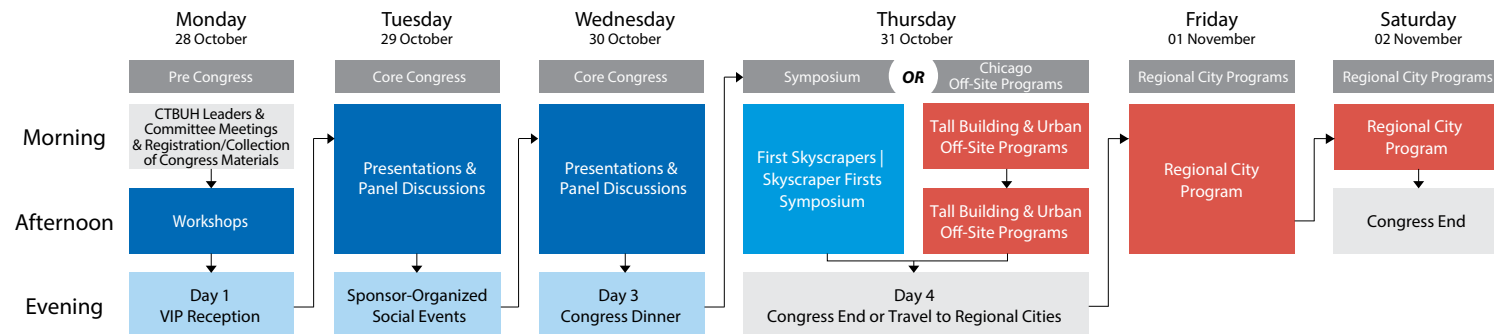 Monday
28 October
Tuesday
29 October
Wednesday
30 October
Thursday
31 October
Friday
01 November
Saturday
02 November
Pre Congress
Core Congress
Core Congress
Symposium
OR
Chicago
Off-Site Programs
Regional City Programs
Regional City Programs
Morning
CTBUH Leaders &
Committee Meetings
& Registration/Collection
of Congress Materials
Presentations &
Panel Discussions
Presentations &
Panel Discussions
First Skyscrapers |
Skyscraper Firsts
Symposium
Tall Building & Urban
Off-Site Programs
Regional City
Program
Regional City
Program
Afternoon
Workshops
Tall Building & Urban
Off-Site Programs
Congress End
Evening
Day 1
VIP Reception
Sponsor-Organized
Social Events
Day 3
Congress Dinner
Day 4
Congress End or Travel to Regional Cities